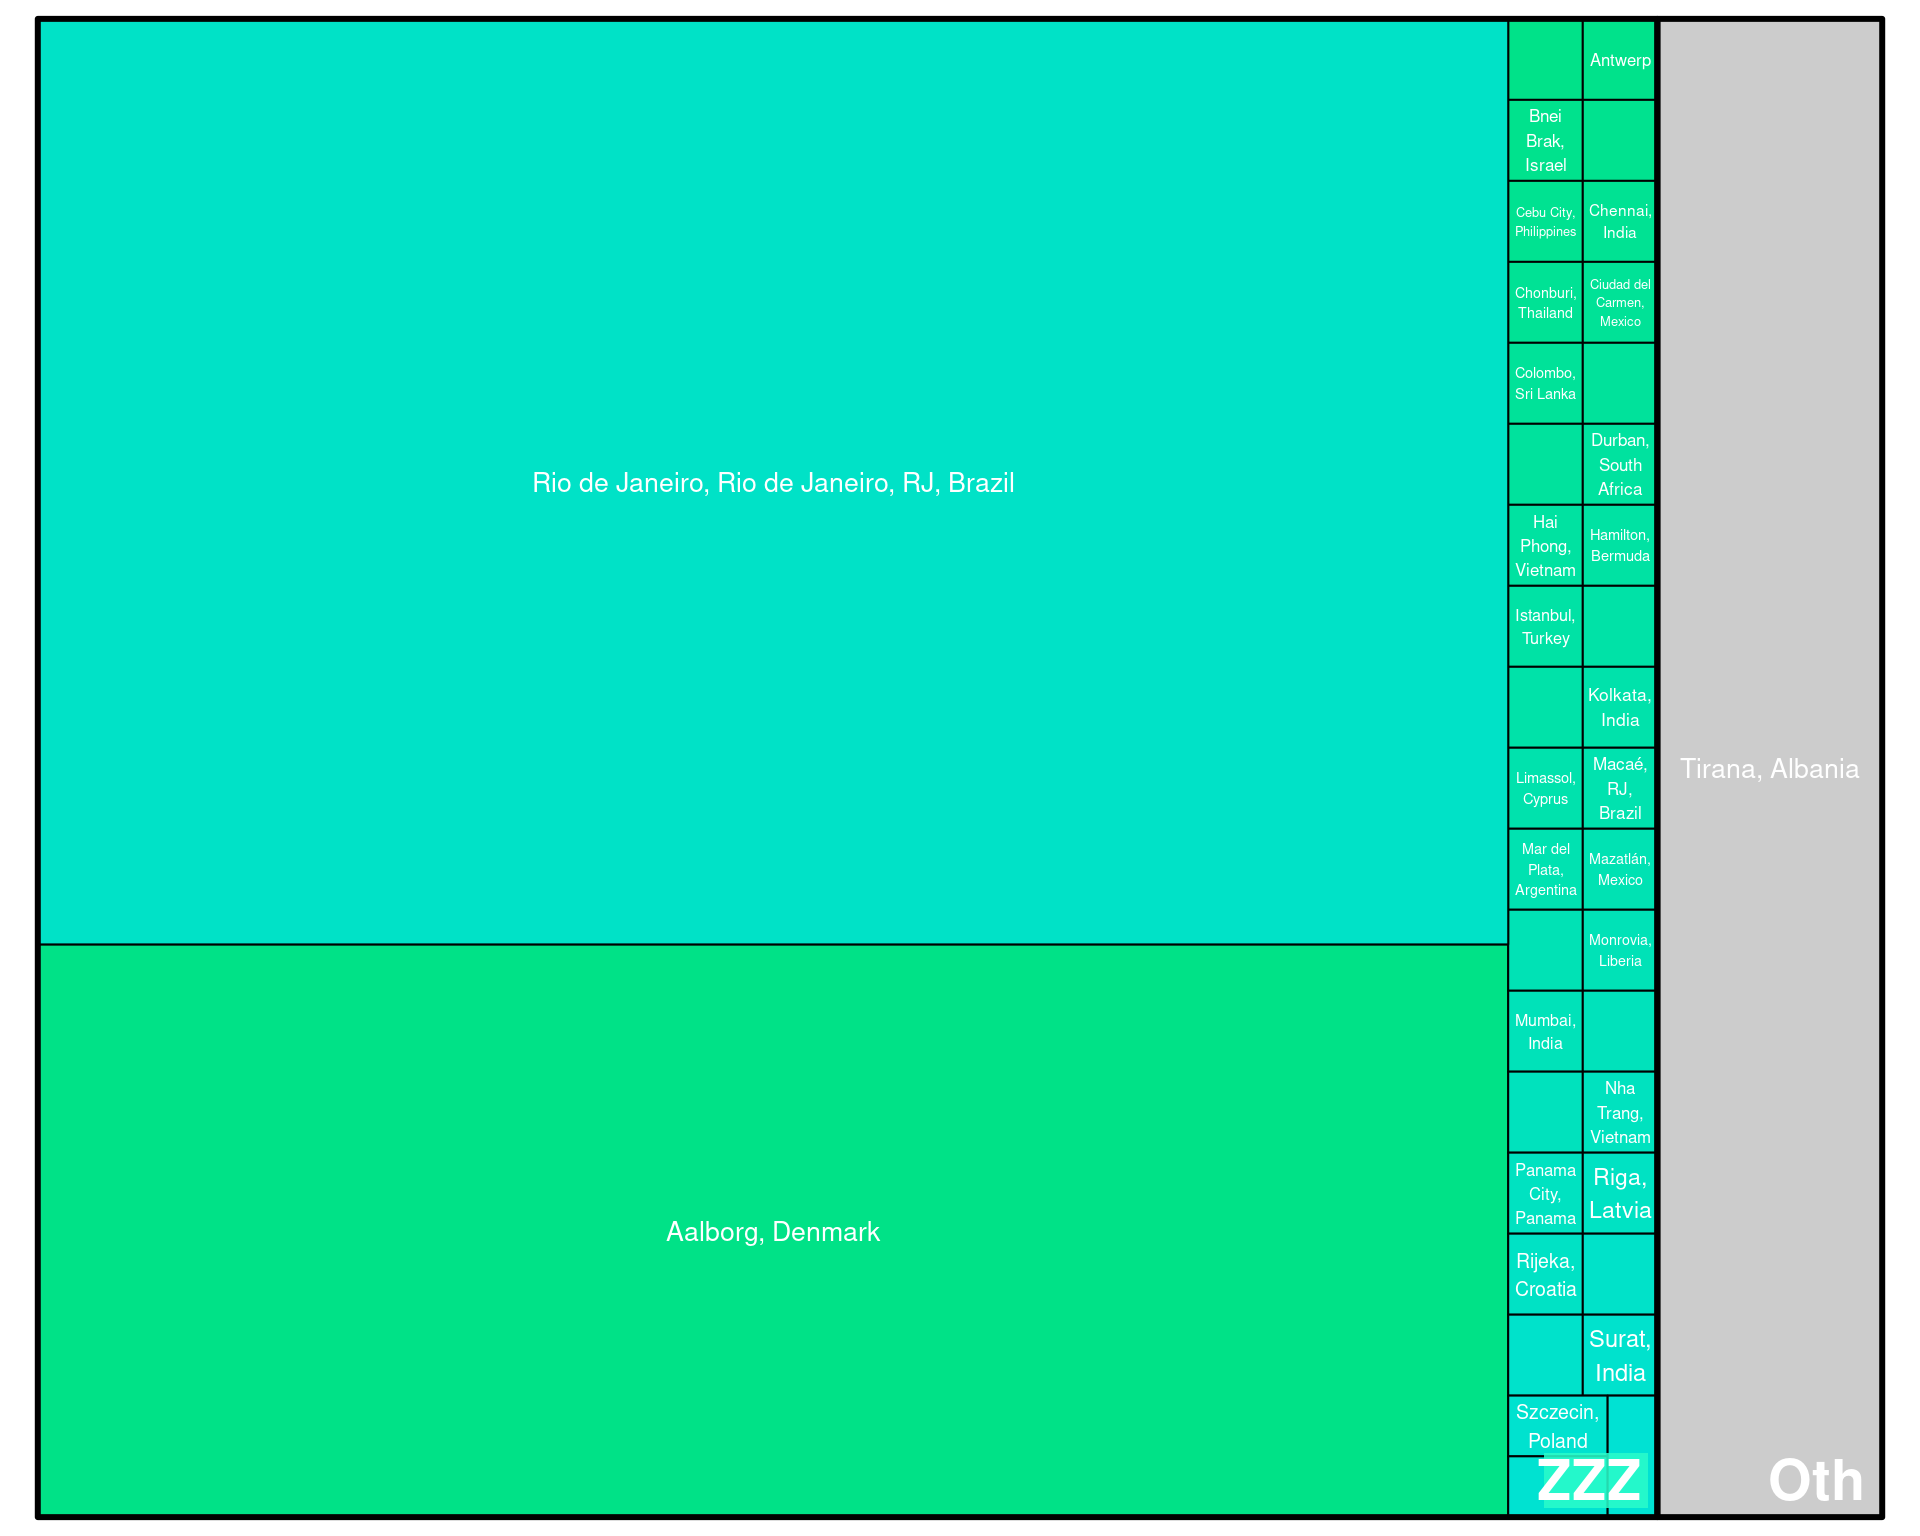 Rio de Janeiro, Rio de Janeiro, RJ, Brazil
Aalborg, Denmark
Antwerp
Bnei
Brak,
Israel
Cebu City,
Philippines
Chennai,
India
Chonburi,
Thailand
Ciudad del
Carmen,
Mexico
Colombo,
Sri Lanka
Durban,
South
Africa
Hai
Phong,
Vietnam
Hamilton,
Bermuda
Istanbul,
Turkey
Kolkata,
India
Limassol,
Cyprus
Macaé,
RJ,
Brazil
Mar del
Plata,
Argentina
Mazatlán,
Mexico
Monrovia,
Liberia
Mumbai,
India
Nha
Trang,
Vietnam
Panama
City,
Panama
Riga,
Latvia
Rijeka,
Croatia
Surat,
India
Szczecin,
Poland
ZZZ
Tirana, Albania
Oth